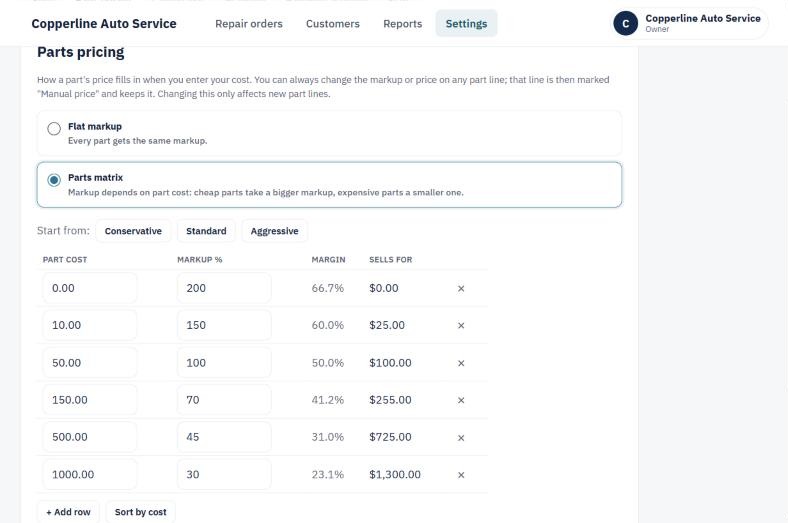 Copperline Auto Service
Repair orders
Customers
Reports
Settings
C
Copperline Auto Service
Owner
Parts pricing
How a part's price fills in when you enter your cost. You can always change the markup or price on any part line; that line is then marked
"Manual price" and keeps it. Changing this only affects new part lines.
Flat markup
Every part gets the same markup.
Parts matrix
Markup depends on part cost: cheap parts take a bigger markup, expensive parts a smaller one.
Start from: Conservative Standard Aggressive
PART COST MARKUP % MARGIN SELLS FOR
0.00 200 66.7% $0.00 ×
10.00 150 60.0% $25.00 ×
50.00 100 50.0% $100.00 ×
150.00 70 41.2% $255.00 ×
500.00 45 31.0% $725.00 ×
1000.00 30 23.1% $1,300.00 ×
+ Add row Sort by cost